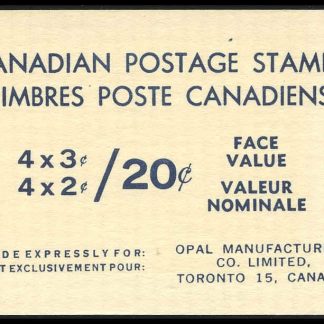 ANADIAN POSTAGE STAMP
IMBRES POSTE CANADIENS
4 x 3¢
4 x 2¢ / 20¢
FACE
VALUE
VALEUR
NOMINALE
DE EXPRESSLY FOR:
T EXCLUSIVEMENT POUR:
OPAL MANUFACTUR
CO. LIMITED,
TORONTO 15, CANA